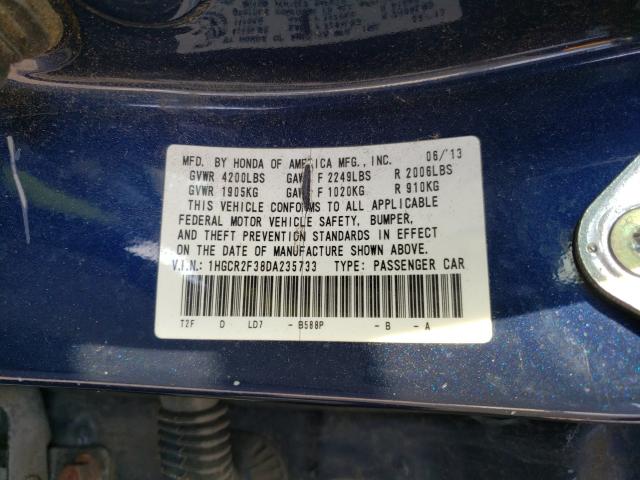 MFD. BY HONDA OF AMERICA MFG., INC. 06/'13
GVWR 4200LBS GAWR F 2249LBS R 2006LBS
GVWR 1905KG GAWR F 1020KG R 910KG
THIS VEHICLE CONFORMS TO ALL APPLICABLE
FEDERAL MOTOR VEHICLE SAFETY, BUMPER,
AND THEFT PREVENTION STANDARDS IN EFFECT
ON THE DATE OF MANUFACTURE SHOWN ABOVE.
V.I.N.: 1HGCR2F38DA235733 TYPE: PASSENGER CAR
T2F D LD7 -B588P -B -A